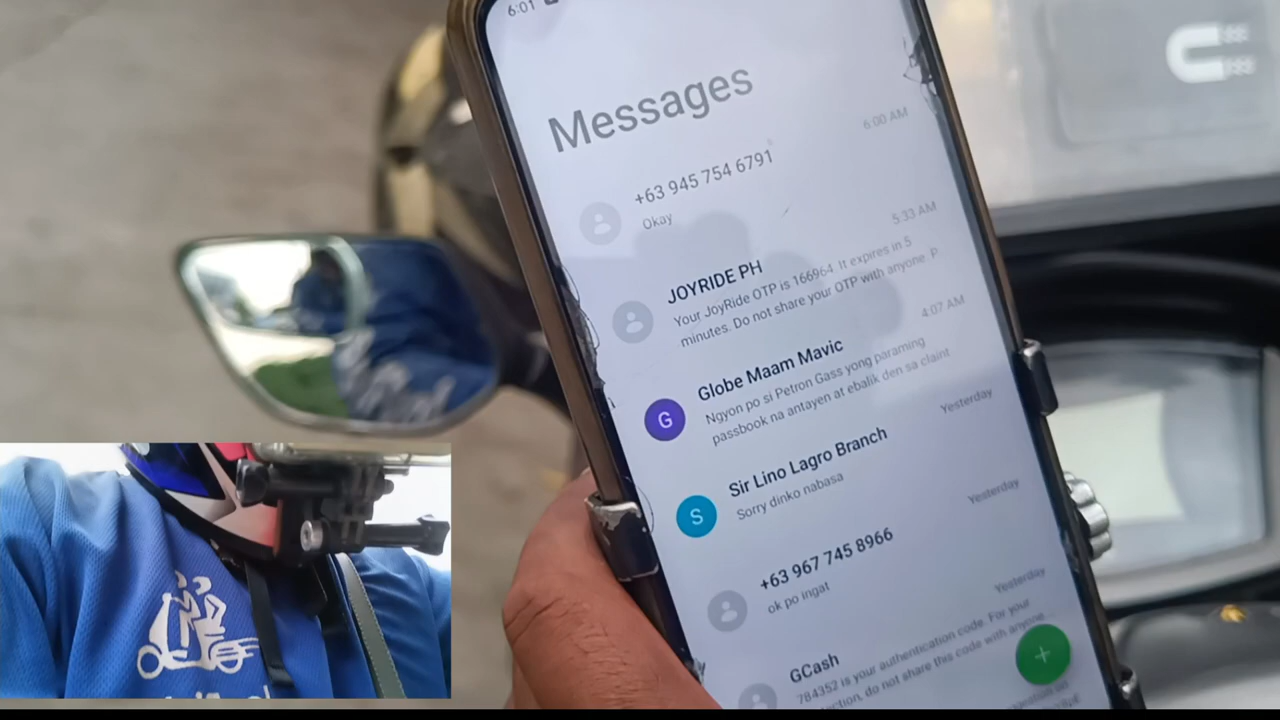 6:01
Messages
+63 945 754 6791
6:00 AM
Okay
JOYRIDE PH
5:33 AM
Your JoyRide OTP is 166964. It expires in 5
minutes. Do not share your OTP with anyone P
Globe Maam Mavic
4:07 AM
Ngyon po si Petron Gass yong paraming
passbook na antayen at ebalik den sa claint
Sir Lino Lagro Branch
Yesterday
Sorry dinko nabasa
+63 967 745 8966
Yesterday
ok po ingat
GCash
Yesterday
784352 is your authentication code. For your
do not share this code with anyone.